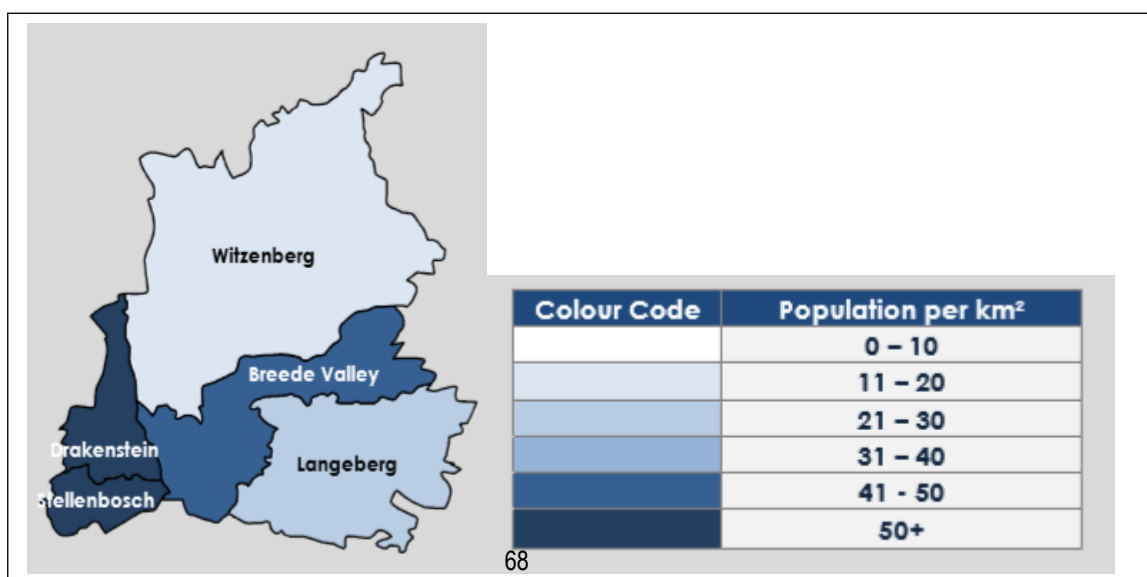 Witzenberg
Breede Valley
Drakenstein
Langeberg
Stellenbosch
Colour Code Population per km²
0 – 10
11 – 20
21 – 30
31 – 40
41 - 50
50+
68